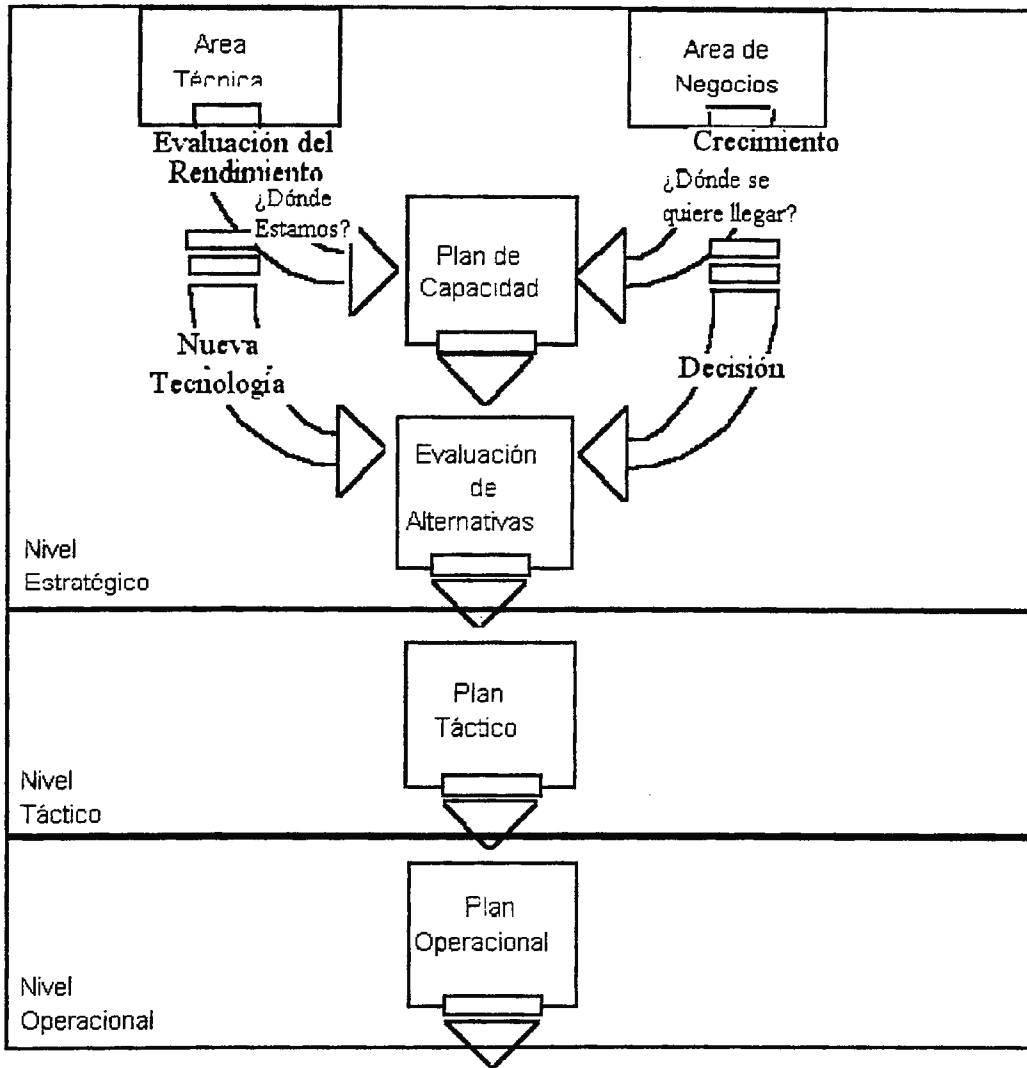 Area
Técnica
Area de
Negocios
Evaluación del
Rendimiento
¿Dónde
Estamos?
Crecimiento
¿Dónde se
quiere llegar?
Plan de
Capacidad
Nueva
Tecnología
Decisión
Evaluación
de
Alternativas
Nivel
Estratégico
Plan
Táctico
Nivel
Táctico
Plan
Operacional
Nivel
Operacional